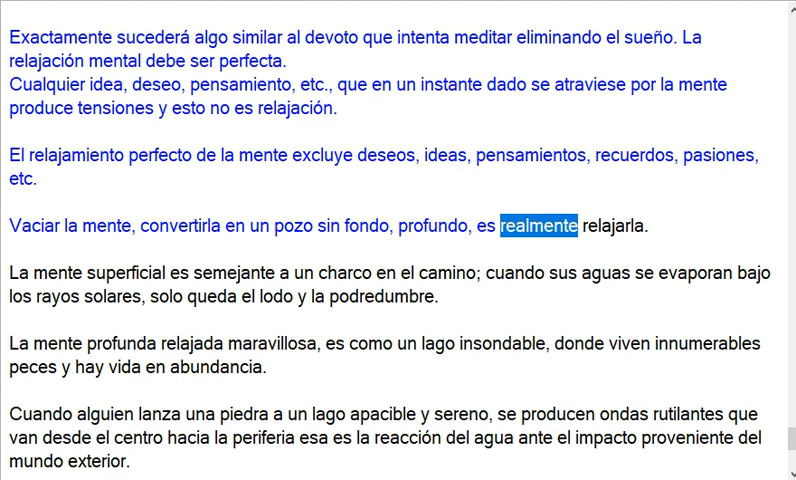 Exactamente sucederá algo similar al devoto que intenta meditar eliminando el sueño. La
relajación mental debe ser perfecta.
Cualquier idea, deseo, pensamiento, etc., que en un instante dado se atraviese por la mente
produce tensiones y esto no es relajación.
El relajamiento perfecto de la mente excluye deseos, ideas, pensamientos, recuerdos, pasiones,
etc.
Vaciar la mente, convertirla en un pozo sin fondo, profundo, es realmente relajarla.
La mente superficial es semejante a un charco en el camino; cuando sus aguas se evaporan bajo
los rayos solares, solo queda el lodo y la podredumbre.
La mente profunda relajada maravillosa, es como un lago insondable, donde viven innumerables
peces y hay vida en abundancia.
Cuando alguien lanza una piedra a un lago apacible y sereno, se producen ondas rutilantes que
van desde el centro hacia la periferia esa es la reacción del agua ante el impacto proveniente del
mundo exterior.